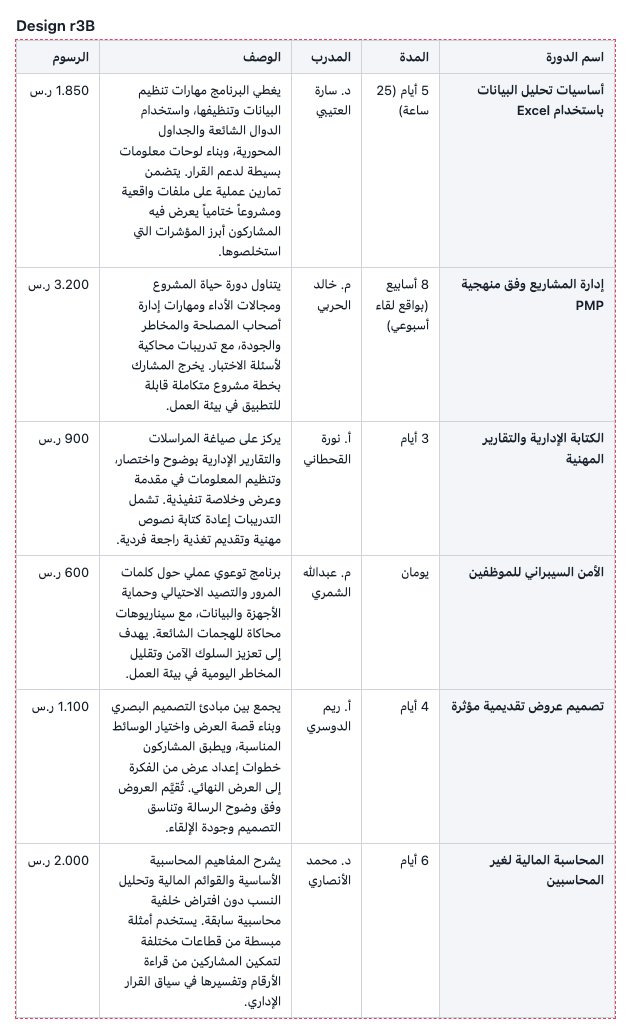 Design r3B
اسم الدورة
المدة
المدرب
الوصف
الرسوم
أساسيات تحليل البيانات
باستخدام Excel
5 أيام (25
ساعة)
د. سارة
العتيبي
يغطي البرنامج مهارات تنظيم
البيانات وتنظيفها، واستخدام
الدوال الشائعة والجداول
المحورية، وبناء لوحات معلومات
بسيطة لدعم القرار. يتضمن
تمارين عملية على ملفات واقعية
ومشروعاً ختامياً يعرض فيه
المشاركون أبرز المؤشرات التي
استخلصوها.
1.850 ر.س
إدارة المشاريع وفق منهجية
PMP
8 أسابيع
(بواقع لقاء
أسبوعي)
م. خالد
الحربي
يتناول دورة حياة المشروع
ومجالات الأداء ومهارات إدارة
أصحاب المصلحة والمخاطر
والجودة، مع تدريبات محاكية
لأسئلة الاختبار. يخرج المشارك
بخطة مشروع متكاملة قابلة
للتطبيق في بيئة العمل.
3.200 ر.س
الكتابة الإدارية والتقارير
المهنية
3 أيام
أ. نورة
القحطاني
يركز على صياغة المراسلات
والتقارير الإدارية بوضوح واختصار،
وتنظيم المعلومات في مقدمة
وعرض وخلاصة تنفيذية. تشمل
التدريبات إعادة كتابة نصوص
مهنية وتقديم تغذية راجعة فردية.
900 ر.س
الأمن السيبراني للموظفين
يومان
م. عبدالله
الشمري
برنامج توعوي عملي حول كلمات
المرور والتصيد الاحتيالي وحماية
الأجهزة والبيانات، مع سيناريوهات
محاكاة للهجمات الشائعة. يهدف
إلى تعزيز السلوك الآمن وتقليل
المخاطر اليومية في بيئة العمل.
600 ر.س
تصميم عروض تقديمية مؤثرة
4 أيام
أ. ريم
الدوسري
يجمع بين مبادئ التصميم البصري
وبناء قصة العرض واختيار الوسائط
المناسبة، ويطبق المشاركون
خطوات إعداد عرض من الفكرة
إلى العرض النهائي. تُقيَّم العروض
وفق وضوح الرسالة وتناسق
التصميم وجودة الإلقاء.
1.100 ر.س
المحاسبة المالية لغير
المحاسبين
6 أيام
د. محمد
الأنصاري
يشرح المفاهيم المحاسبية
الأساسية والقوائم المالية وتحليل
النسب دون افتراض خلفية
محاسبية سابقة. يستخدم أمثلة
مبسطة من قطاعات مختلفة
لتمكين المشاركين من قراءة
الأرقام وتفسيرها في سياق القرار
الإداري.
2.000 ر.س